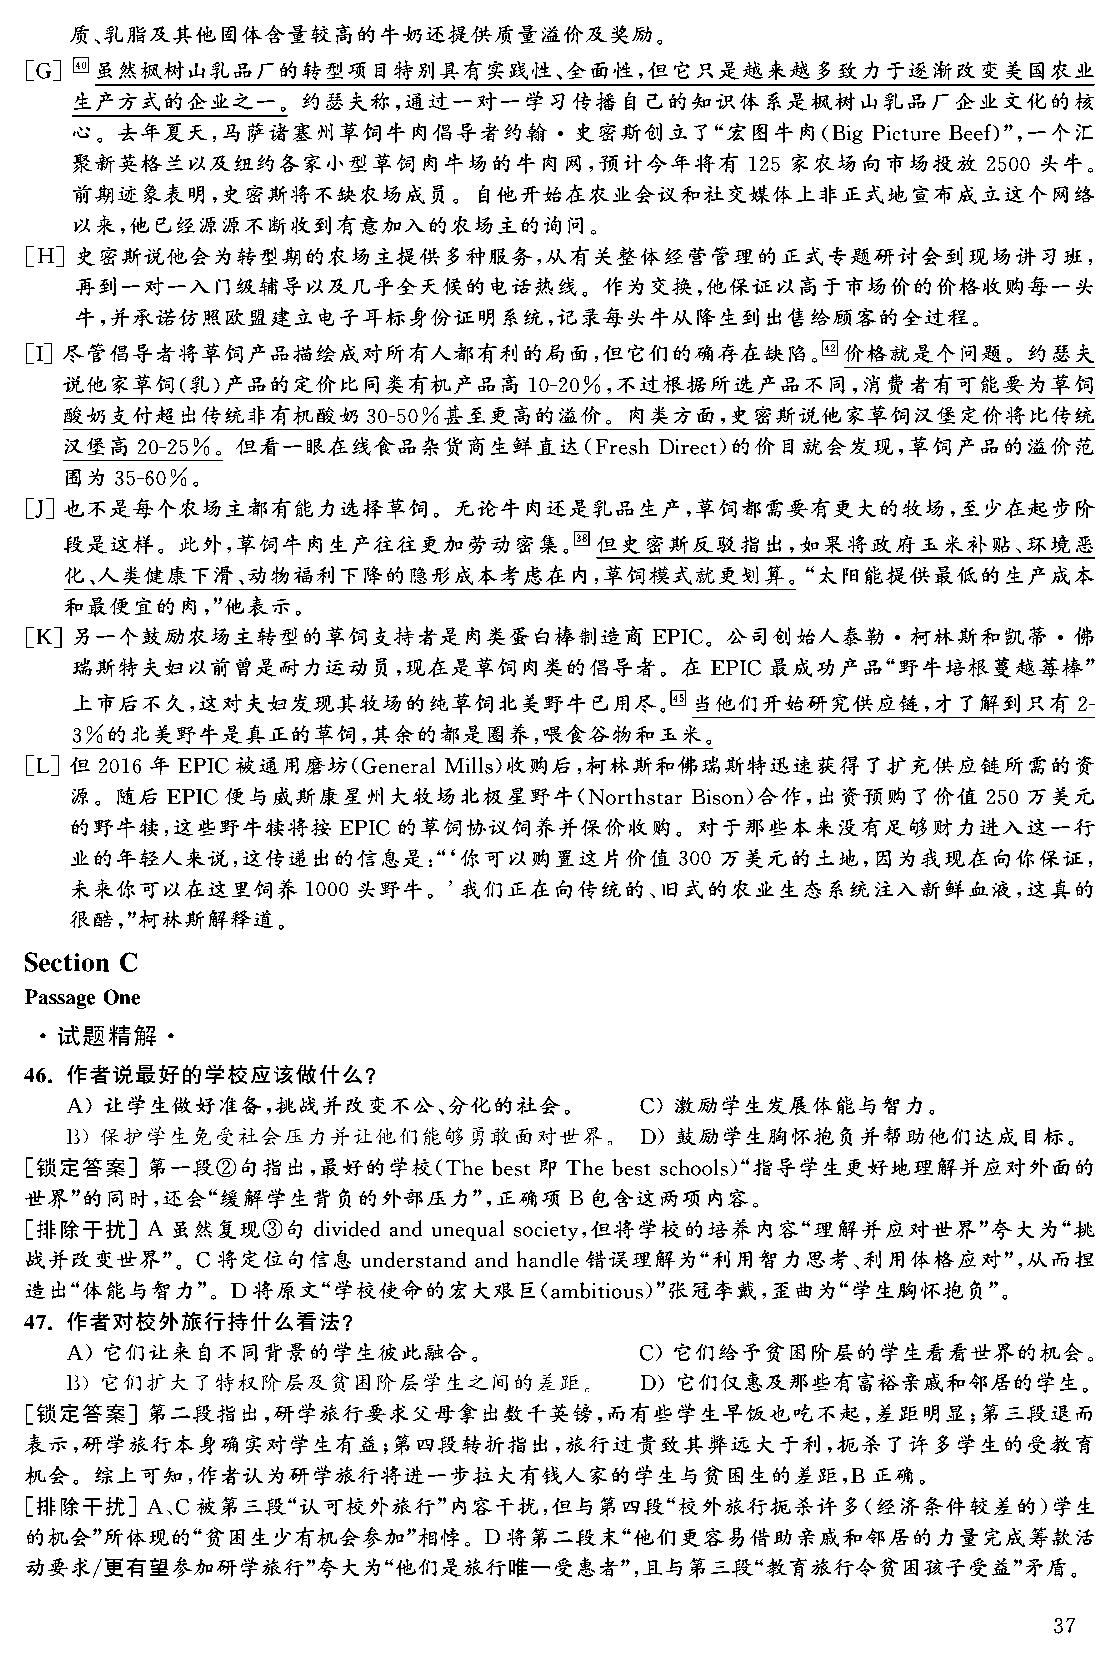 质、乳脂及其他固体含量较高的牛奶还提供质量溢价及奖励。
[G] [40]虽然枫树山乳品厂的转型项目特别具有实践性、全面性,但它只是越来越多致力于逐渐改变美国农业
生产方式的企业之一。约瑟夫称,通过一对一学习传播自己的知识体系是枫树山乳品厂企业文化的核
心。去年夏天,马萨诸塞州草饲牛肉倡导者约翰·史密斯创立了“宏图牛肉(Big Picture Beef)”,一个汇
聚新英格兰以及纽约各家小型草饲肉牛场的牛肉网,预计今年将有 125 家农场向市场投放 2500 头牛。
前期迹象表明,史密斯将不缺农场成员。自他开始在农业会议和社交媒体上非正式地宣布成立这个网络
以来,他已经源源不断收到有意加入的农场主的询问。
[H] 史密斯说他会为转型期的农场主提供多种服务,从有关整体经营管理的正式专题研讨会到现场讲习班,
再到一对一入门级辅导以及几乎全天候的电话热线。作为交换,他保证以高于市场价的价格收购每一头
牛,并承诺仿照欧盟建立电子耳标身份证明系统,记录每头牛从降生到出售给顾客的全过程。
[I] 尽管倡导者将草饲产品描绘成对所有人都有利的局面,但它们的确存在缺陷。[42]价格就是个问题。约瑟夫
说他家草饲(乳)产品的定价比同类有机产品高 10-20%,不过根据所选产品不同,消费者有可能要为草饲
酸奶支付超出传统非有机酸奶 30-50%甚至更高的溢价。肉类方面,史密斯说他家草饲汉堡定价将比传统
汉堡高 20-25%。但看一眼在线食品杂货商生鲜直达(Fresh Direct)的价目就会发现,草饲产品的溢价范
围为 35-60%。
[J] 也不是每个农场主都有能力选择草饲。无论牛肉还是乳品生产,草饲都需要有更大的牧场,至少在起步阶
段是这样。此外,草饲牛肉生产往往更加劳动密集。[38]但史密斯反驳指出,如果将政府玉米补贴、环境恶
化、人类健康下滑、动物福利下降的隐形成本考虑在内,草饲模式就更划算。“太阳能提供最低的生产成本
和最便宜的肉,”他表示。
[K] 另一个鼓励农场主转型的草饲支持者是肉类蛋白棒制造商 EPIC。公司创始人泰勒·柯林斯和凯蒂·佛
瑞斯特夫妇以前曾是耐力运动员,现在是草饲肉类的倡导者。在 EPIC 最成功产品“野牛培根蔓越莓棒”
上市后不久,这对夫妇发现其牧场的纯草饲北美野牛已用尽。[45]当他们开始研究供应链,才了解到只有 2-
3%的北美野牛是真正的草饲,其余的都是圈养,喂食谷物和玉米。
[L] 但 2016 年 EPIC 被通用磨坊(General Mills)收购后,柯林斯和佛瑞斯特迅速获得了扩充供应链所需的资
源。随后 EPIC 便与威斯康星州大牧场北极星野牛(Northstar Bison)合作,出资预购了价值 250 万美元
的野牛犊,这些野牛犊将按 EPIC 的草饲协议饲养并保价收购。对于那些本来没有足够财力进入这一行
业的年轻人来说,这传递出的信息是:“‘你可以购置这片价值 300 万美元的土地,因为我现在向你保证,
未来你可以在这里饲养 1000 头野牛。’我们正在向传统的、旧式的农业生态系统注入新鲜血液,这真的
很酷,”柯林斯解释道。
Section C
Passage One
·试题精解·
46. 作者说最好的学校应该做什么?
A) 让学生做好准备,挑战并改变不公、分化的社会。 C) 激励学生发展体能与智力。
B) 保护学生免受社会压力并让他们能够勇敢面对世界。 D) 鼓励学生胸怀抱负并帮助他们达成目标。
[锁定答案] 第一段②句指出,最好的学校(The best 即 The best schools)“指导学生更好地理解并应对外面的
世界”的同时,还会“缓解学生背负的外部压力”,正确项 B 包含这两项内容。
[排除干扰] A 虽然复现③句 divided and unequal society,但将学校的培养内容“理解并应对世界”夸大为“挑
战并改变世界”。C 将定位句信息 understand and handle 错误理解为“利用智力思考、利用体格应对”,从而捏
造出“体能与智力”。D 将原文“学校使命的宏大艰巨(ambitious)”张冠李戴,歪曲为“学生胸怀抱负”。
47. 作者对校外旅行持什么看法?
A) 它们让来自不同背景的学生彼此融合。 C) 它们给予贫困阶层的学生看看世界的机会。
B) 它们扩大了特权阶层及贫困阶层学生之间的差距。 D) 它们仅惠及那些有富裕亲戚和邻居的学生。
[锁定答案] 第二段指出,研学旅行要求父母拿出数千英镑,而有些学生早饭也吃不起,差距明显;第三段退而
表示,研学旅行本身确实对学生有益;第四段转折指出,旅行过贵致其弊远大于利,扼杀了许多学生的受教育
机会。综上可知,作者认为研学旅行将进一步拉大有钱人家的学生与贫困生的差距,B 正确。
[排除干扰] A、C 被第三段“认可校外旅行”内容干扰,但与第四段“校外旅行扼杀许多(经济条件较差的)学生
的机会”所体现的“贫困生少有机会参加”相悖。D 将第二段末“他们更容易借助亲戚和邻居的力量完成筹款活
动要求/更有望参加研学旅行”夸大为“他们是旅行唯一受惠者”,且与第三段“教育旅行令贫困孩子受益”矛盾。
37